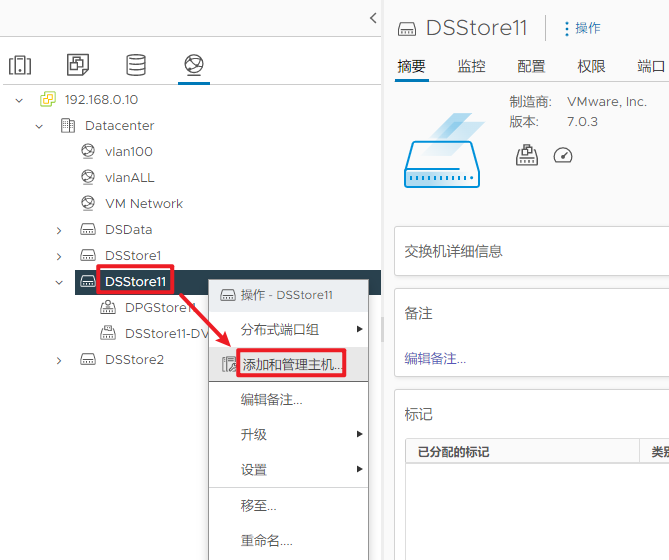 192.168.0.10
Datacenter
vlan100
vlanALL
VM Network
DSData
DSStore1
DSStore11
DPGStore1
DSStore11-DV
DSStore2
操作 - DSStore11
分布式端口组
添加和管理主机...
编辑备注...
升级
设置
移至...
重命名....
DSStore11
操作
摘要 监控 配置 权限 端口
制造商: VMware, Inc.
版本: 7.0.3
交换机详细信息
备注
编辑备注...
标记
已分配的标记